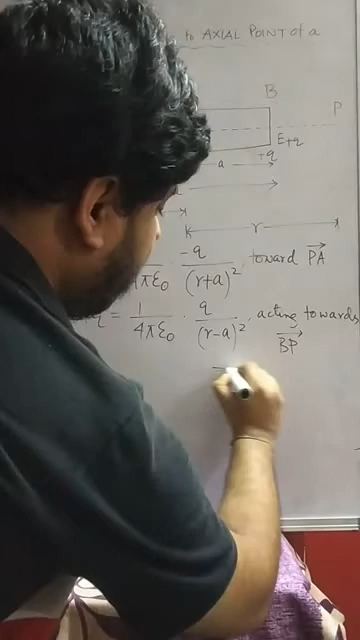 to AXIAL POINT of a
B
P
E+q
+q
a
r
-q/(r+a)², toward PA→
4πε₀
q = 1/4πε₀ · q/(r-a)², acting towards
BP→